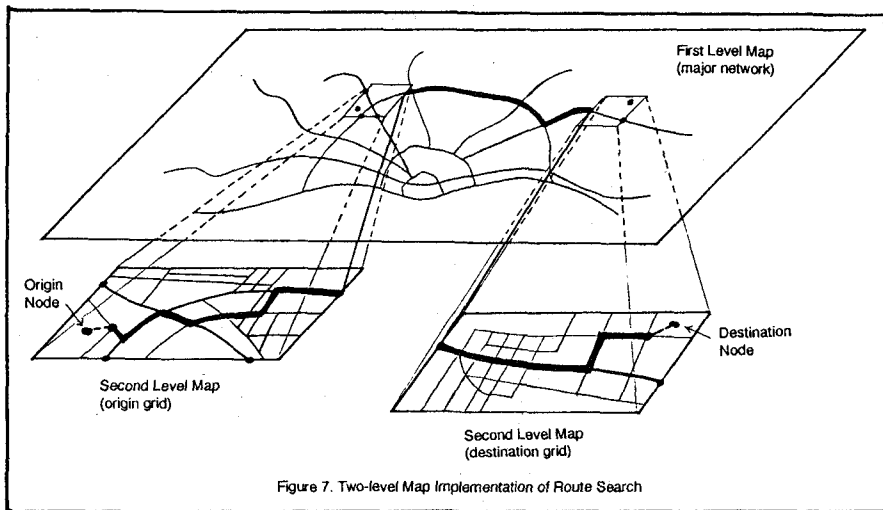 First Level Map
(major network)
Origin
Node
Second Level Map
(origin grid)
Destination
Node
Second Level Map
(destination grid)
Figure 7. Two-level Map Implementation of Route Search